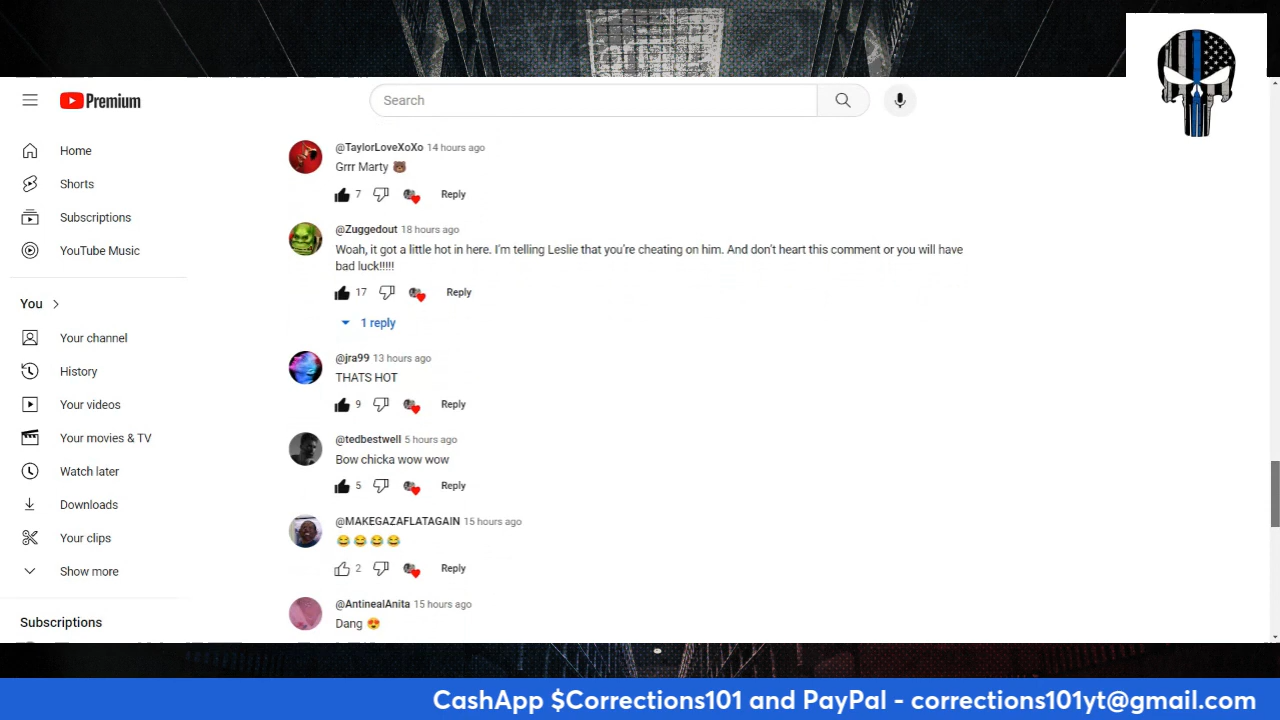 Premium
Search
Home
Shorts
Subscriptions
YouTube Music
You
Your channel
History
Your videos
Your movies & TV
Watch later
Downloads
Your clips
Show more
Subscriptions
@TaylorLoveXoXo 14 hours ago
Grrr Marty 🐻
7 Reply
@Zuggedout 18 hours ago
Woah, it got a little hot in here. I'm telling Leslie that you're cheating on him. And don't heart this comment or you will have
bad luck!!!!!
17 Reply
1 reply
@jra99 13 hours ago
THATS HOT
9 Reply
@tedbestwell 5 hours ago
Bow chicka wow wow
5 Reply
@MAKEGAZAFLATAGAIN 15 hours ago
😂😂😂😂
2 Reply
@AntinealAnita 15 hours ago
Dang 😍
CashApp $Corrections101 and PayPal - corrections101yt@gmail.com